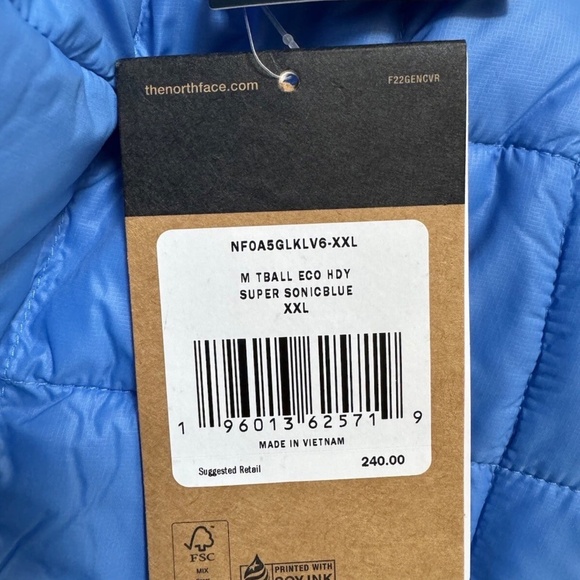 thenorthface.com
F22GENCVR
NF0A5GLKLV6-XXL
M TBALL ECO HDY
SUPER SONICBLUE
XXL
1 96013 62571 9
MADE IN VIETNAM
Suggested Retail 240.00
FSC
MIX
PRINTED WITH
SOY INK